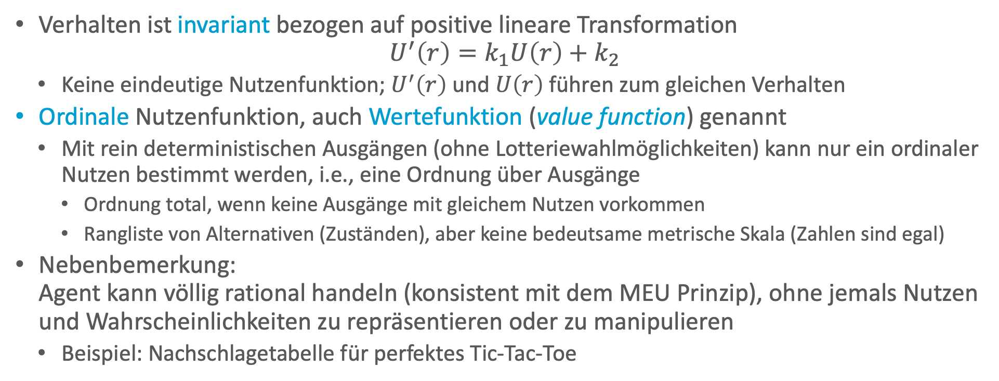 • Verhalten ist invariant bezogen auf positive lineare Transformation
U′(r) = k₁U(r) + k₂
• Keine eindeutige Nutzenfunktion; U′(r) und U(r) führen zum gleichen Verhalten
• Ordinale Nutzenfunktion, auch Wertefunktion (value function) genannt
• Mit rein deterministischen Ausgängen (ohne Lotteriewahlmöglichkeiten) kann nur ein ordinaler
Nutzen bestimmt werden, i.e., eine Ordnung über Ausgänge
• Ordnung total, wenn keine Ausgänge mit gleichem Nutzen vorkommen
• Rangliste von Alternativen (Zuständen), aber keine bedeutsame metrische Skala (Zahlen sind egal)
• Nebenbemerkung:
Agent kann völlig rational handeln (konsistent mit dem MEU Prinzip), ohne jemals Nutzen
und Wahrscheinlichkeiten zu repräsentieren oder zu manipulieren
• Beispiel: Nachschlagetabelle für perfektes Tic-Tac-Toe